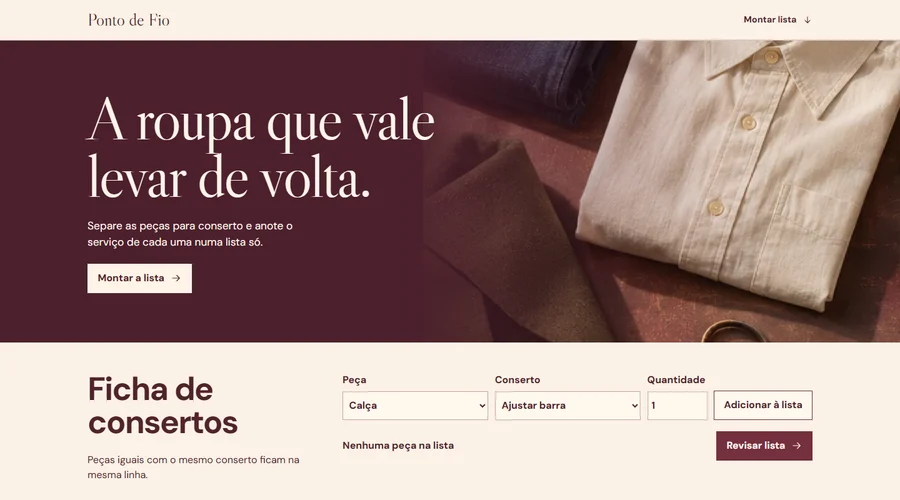 Ponto de Fio
Montar lista ↓
A roupa que vale
levar de volta.
Separe as peças para conserto e anote o
serviço de cada uma numa lista só.
Montar a lista →
Ficha de
consertos
Peças iguais com o mesmo conserto ficam na
mesma linha.
Peça
Conserto
Quantidade
Calça
Ajustar barra
1
Adicionar à lista
Nenhuma peça na lista
Revisar lista →